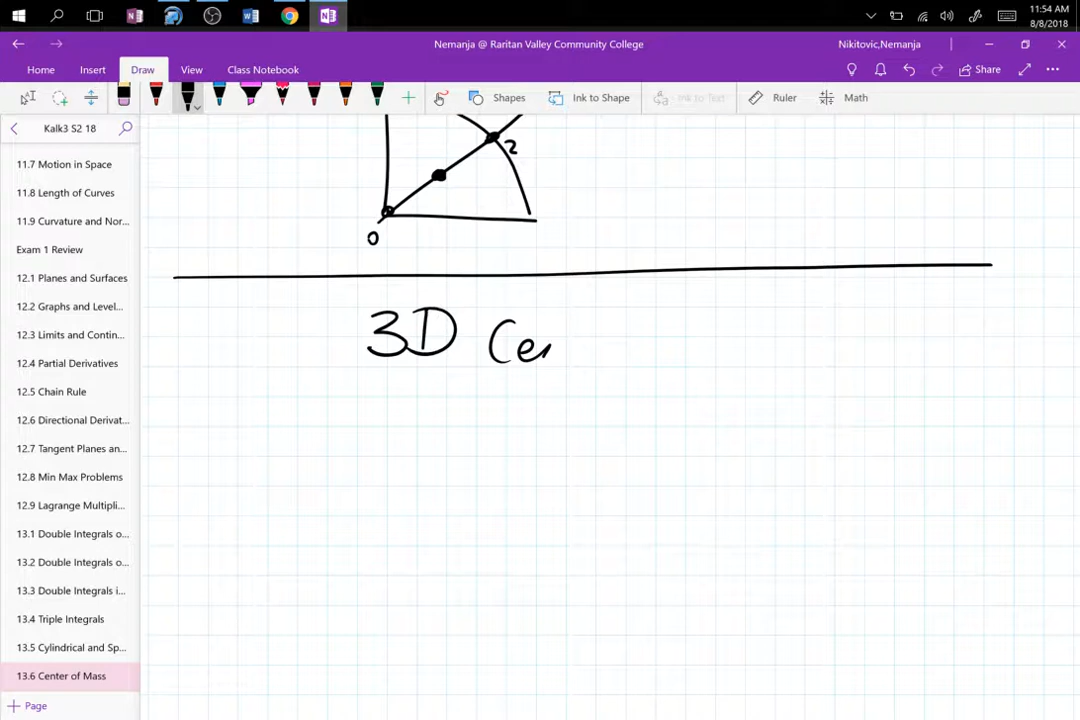 11:54 AM
8/8/2018
Nemanja @ Raritan Valley Community College
Nikitovic,Nemanja
Home Insert Draw View Class Notebook
Share
Shapes Ink to Shape Ink to Text Ruler Math
Kalk3 S2 18
11.7 Motion in Space
11.8 Length of Curves
11.9 Curvature and Nor...
Exam 1 Review
12.1 Planes and Surfaces
12.2 Graphs and Level...
12.3 Limits and Contin...
12.4 Partial Derivatives
12.5 Chain Rule
12.6 Directional Derivat...
12.7 Tangent Planes an...
12.8 Min Max Problems
12.9 Lagrange Multipli...
13.1 Double Integrals o...
13.2 Double Integrals o...
13.3 Double Integrals i...
13.4 Triple Integrals
13.5 Cylindrical and Sp...
13.6 Center of Mass
Page
2
0
3D Cen